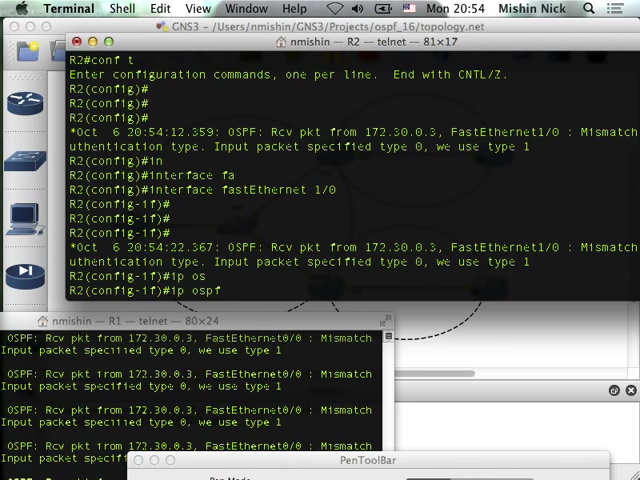 Terminal Shell Edit View Window Help Mon 20:54 Mishin Nick
GNS3 – /Users/nmishin/GNS3/Projects/ospf_16/topology.net
nmishin — R2 — telnet — 81×17
R2#conf t
Enter configuration commands, one per line. End with CNTL/Z.
R2(config)#
R2(config)#
R2(config)#
*Oct 6 20:54:12.359: OSPF: Rcv pkt from 172.30.0.3, FastEthernet1/0 : Mismatch
uthentication type. Input packet specified type 0, we use type 1
R2(config)#in
R2(config)#interface fa
R2(config)#interface fastEthernet 1/0
R2(config-if)#
R2(config-if)#
R2(config-if)#
*Oct 6 20:54:22.367: OSPF: Rcv pkt from 172.30.0.3, FastEthernet1/0 : Mismatch
uthentication type. Input packet specified type 0, we use type 1
R2(config-if)#ip os
R2(config-if)#ip ospf
nmishin — R1 — telnet — 80×24
OSPF: Rcv pkt from 172.30.0.3, FastEthernet0/0 : Mismatch
Input packet specified type 0, we use type 1
OSPF: Rcv pkt from 172.30.0.3, FastEthernet0/0 : Mismatch
Input packet specified type 0, we use type 1
OSPF: Rcv pkt from 172.30.0.3, FastEthernet0/0 : Mismatch
Input packet specified type 0, we use type 1
OSPF: Rcv pkt from 172.30.0.3, FastEthernet0/0 : Mismatch
Input packet specif
PenToolBar